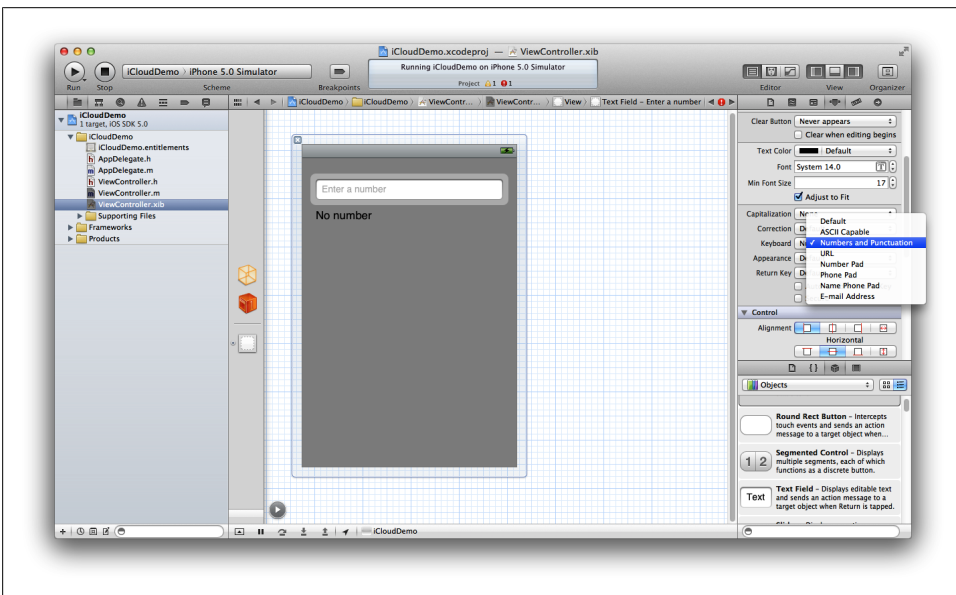 iCloudDemo.xcodeproj — ViewController.xib
iCloudDemo › iPhone 5.0 Simulator
Running iCloudDemo on iPhone 5.0 Simulator
Project 1 1
Run
Stop
Scheme
Breakpoints
Editor
View
Organizer
iCloudDemo
1 target, iOS SDK 5.0
iCloudDemo
iCloudDemo.entitlements
h AppDelegate.h
m AppDelegate.m
h ViewController.h
m ViewController.m
ViewController.xib
Supporting Files
Frameworks
Products
iCloudDemo › iCloudDemo › ViewContr... › ViewContr... › View › Text Field – Enter a number
Enter a number
No number
Clear Button Never appears
Clear when editing begins
Text Color Default
Font System 14.0 T
Min Font Size 17
Adjust to Fit
Capitalization
Correction
Keyboard
Appearance
Return Key
Default
ASCII Capable
✓ Numbers and Punctuation
URL
Number Pad
Phone Pad
Name Phone Pad
E-mail Address
Control
Alignment
Horizontal
{ }
Objects
Round Rect Button – Intercepts
touch events and sends an action
message to a target object when...
1 2
Segmented Control – Displays
multiple segments, each of which
functions as a discrete button.
Text
Text Field – Displays editable text
and sends an action message to a
target object when Return is tapped.
iCloudDemo